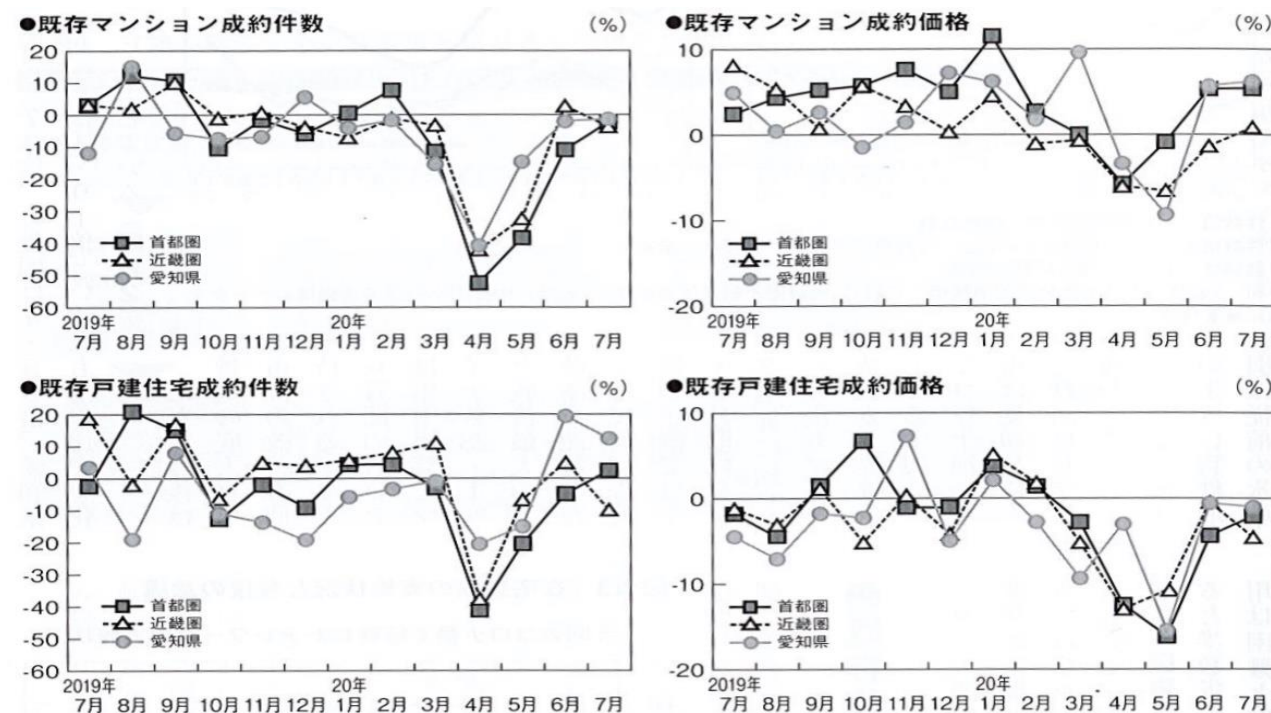 ●既存マンション成約件数 (%)
20
10
0
-10
-20
-30
-40
-50
-60
首都圏
近畿圏
愛知県
2019年 20年
7月 8月 9月 10月 11月 12月 1月 2月 3月 4月 5月 6月 7月
●既存マンション成約価格 (%)
10
0
-10
-20
首都圏
近畿圏
愛知県
2019年 20年
7月 8月 9月 10月 11月 12月 1月 2月 3月 4月 5月 6月 7月
●既存戸建住宅成約件数 (%)
20
10
0
-10
-20
-30
-40
-50
-60
首都圏
近畿圏
愛知県
2019年 20年
7月 8月 9月 10月 11月 12月 1月 2月 3月 4月 5月 6月 7月
●既存戸建住宅成約価格 (%)
10
0
-10
-20
首都圏
近畿圏
愛知県
2019年 20年
7月 8月 9月 10月 11月 12月 1月 2月 3月 4月 5月 6月 7月